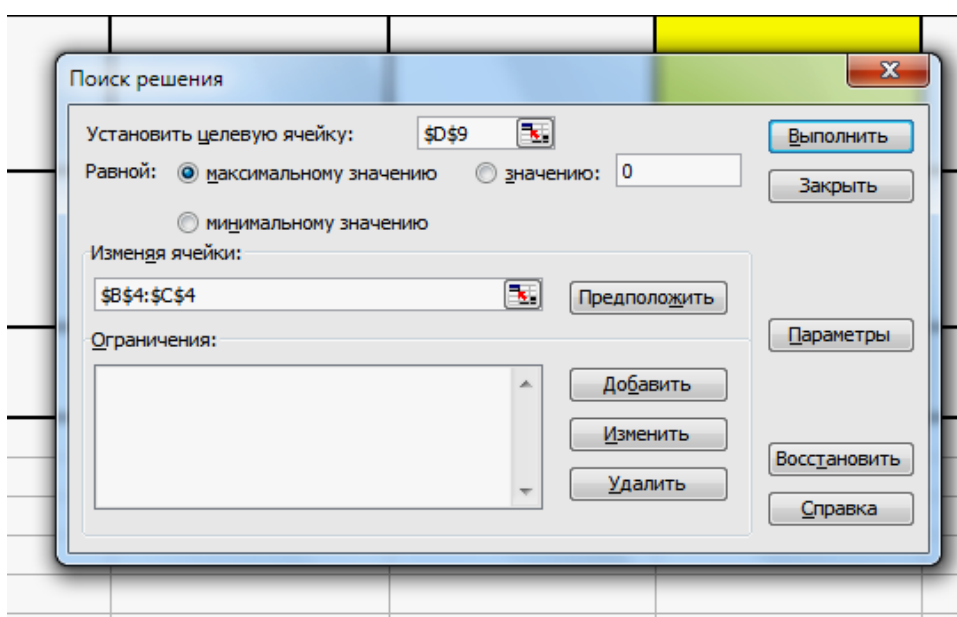 Поиск решения
Установить целевую ячейку: $D$9
Выполнить
Равной: максимальному значению значению: 0
Закрыть
минимальному значению
Изменяя ячейки:
$B$4:$C$4
Предположить
Параметры
Ограничения:
Добавить
Изменить
Удалить
Восстановить
Справка